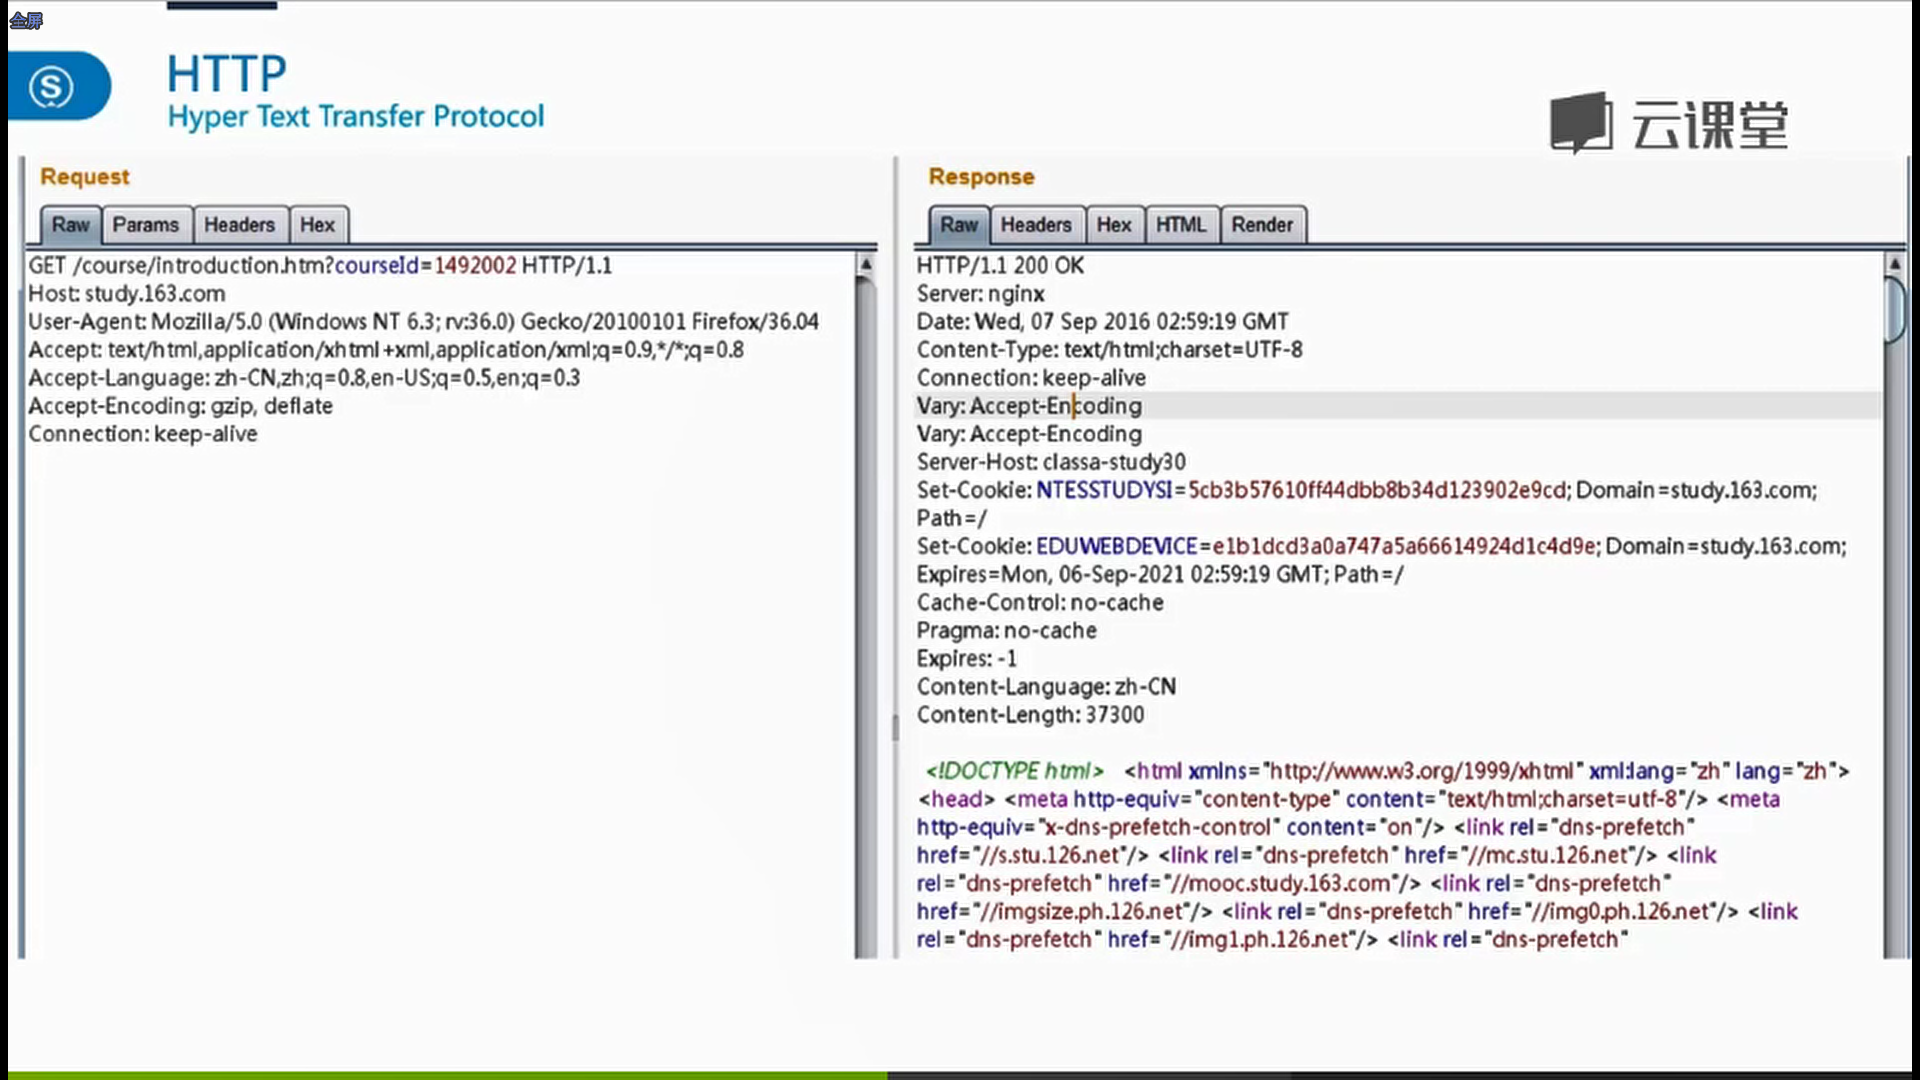 全屏
HTTP
Hyper Text Transfer Protocol
云课堂
Request
Raw Params Headers Hex
GET /course/introduction.htm?courseId=1492002 HTTP/1.1
Host: study.163.com
User-Agent: Mozilla/5.0 (Windows NT 6.3; rv:36.0) Gecko/20100101 Firefox/36.04
Accept: text/html,application/xhtml+xml,application/xml;q=0.9,*/*;q=0.8
Accept-Language: zh-CN,zh;q=0.8,en-US;q=0.5,en;q=0.3
Accept-Encoding: gzip, deflate
Connection: keep-alive
Response
Raw Headers Hex HTML Render
HTTP/1.1 200 OK
Server: nginx
Date: Wed, 07 Sep 2016 02:59:19 GMT
Content-Type: text/html;charset=UTF-8
Connection: keep-alive
Vary: Accept-Encoding
Vary: Accept-Encoding
Server-Host: classa-study30
Set-Cookie: NTESSTUDYSI=5cb3b57610ff44dbb8b34d123902e9cd; Domain=study.163.com;
Path=/
Set-Cookie: EDUWEBDEVICE=e1b1dcd3a0a747a5a66614924d1c4d9e; Domain=study.163.com;
Expires=Mon, 06-Sep-2021 02:59:19 GMT; Path=/
Cache-Control: no-cache
Pragma: no-cache
Expires: -1
Content-Language: zh-CN
Content-Length: 37300
<!DOCTYPE html> <html xmlns="http://www.w3.org/1999/xhtml" xml:lang="zh" lang="zh">
<head> <meta http-equiv="content-type" content="text/html;charset=utf-8"/> <meta
http-equiv="x-dns-prefetch-control" content="on"/> <link rel="dns-prefetch"
href="//s.stu.126.net"/> <link rel="dns-prefetch" href="//mc.stu.126.net"/> <link
rel="dns-prefetch" href="//mooc.study.163.com"/> <link rel="dns-prefetch"
href="//imgsize.ph.126.net"/> <link rel="dns-prefetch" href="//img0.ph.126.net"/> <link
rel="dns-prefetch" href="//img1.ph.126.net"/> <link rel="dns-prefetch"